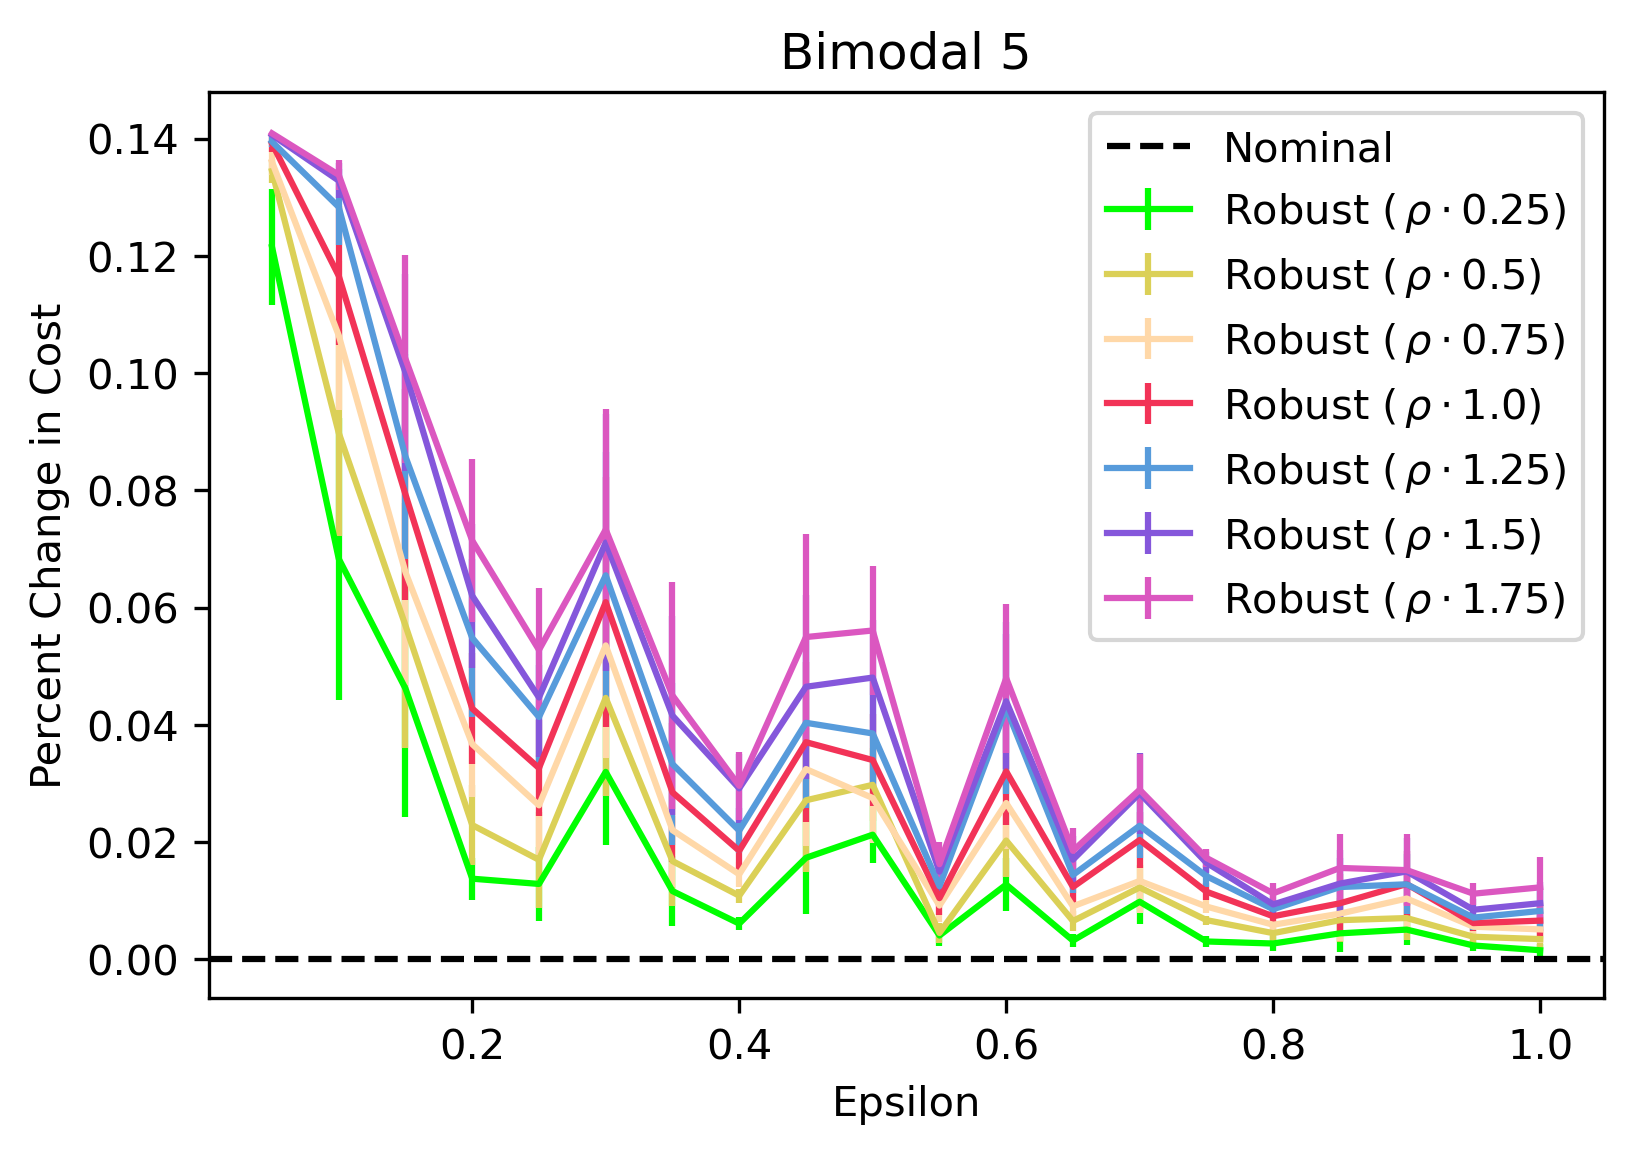 Bimodal 5
Percent Change in Cost
0.14
0.12
0.10
0.08
0.06
0.04
0.02
0.00
Nominal
Robust ( ρ · 0.25)
Robust ( ρ · 0.5)
Robust ( ρ · 0.75)
Robust ( ρ · 1.0)
Robust ( ρ · 1.25)
Robust ( ρ · 1.5)
Robust ( ρ · 1.75)
0.2 0.4 0.6 0.8 1.0
Epsilon